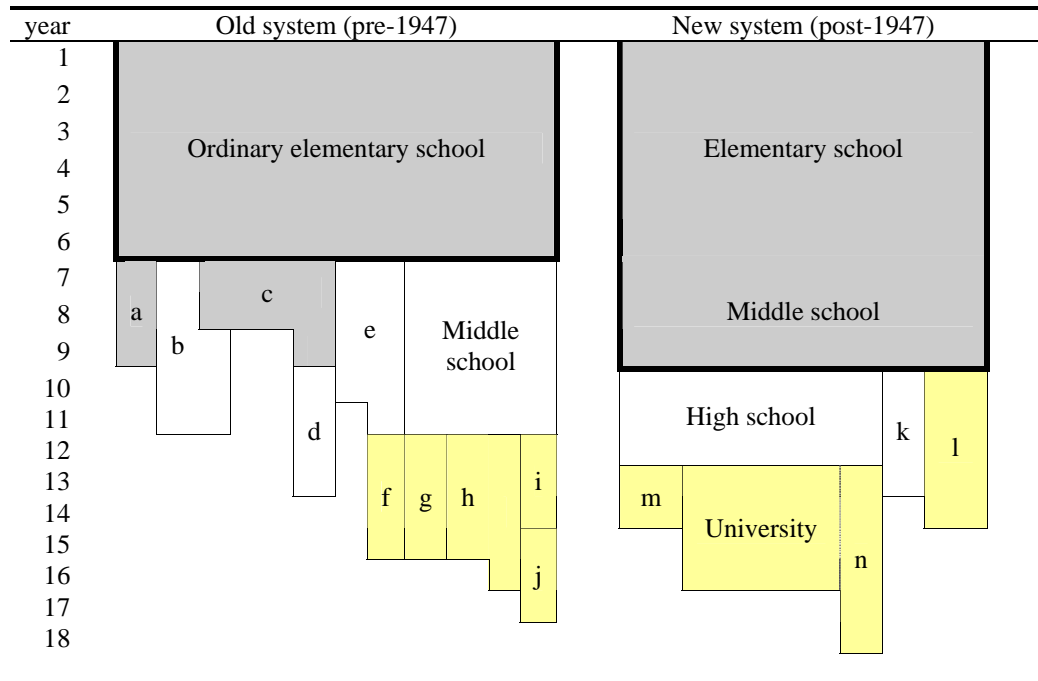 year Old system (pre-1947) New system (post-1947)
1
2
3
Ordinary elementary school Elementary school
4
5
6
7
c
a 8 Middle school
b e Middle
9 school
10
High school
11 k
d l
12
i
13 m
f g h
14 University
15
n
16 j
17
18